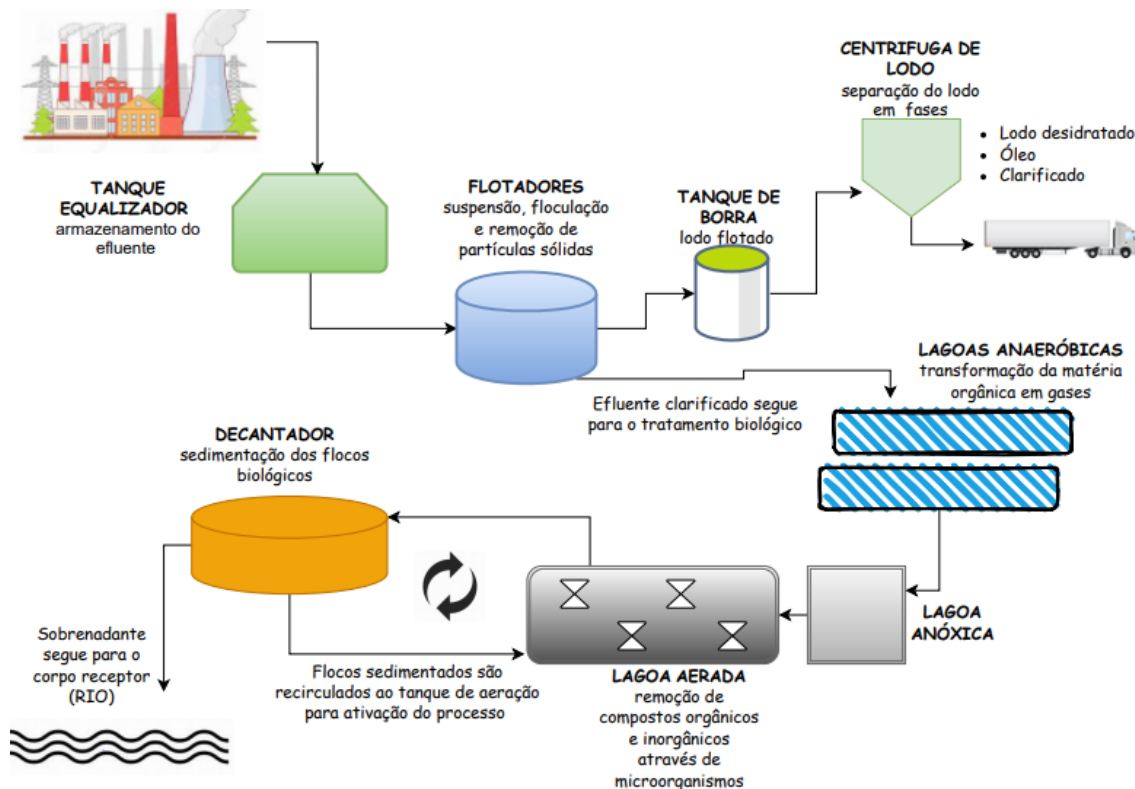 TANQUE
EQUALIZADOR
armazenamento do
efluente
FLOTADORES
suspensão, floculação
e remoção de
partículas sólidas
TANQUE DE
BORRA
lodo flotado
CENTRIFUGA DE
LODO
separação do lodo
em fases
• Lodo desidratado
• Óleo
• Clarificado
LAGOAS ANAERÓBICAS
transformação da matéria
orgânica em gases
Efluente clarificado segue
para o tratamento biológico
DECANTADOR
sedimentação dos flocos
biológicos
LAGOA
ANÓXICA
Sobrenadante
segue para o
corpo receptor
(RIO)
Flocos sedimentados são
recirculados ao tanque de aeração
para ativação do processo
LAGOA AERADA
remoção de
compostos orgânicos
e inorgânicos
através de
microorganismos